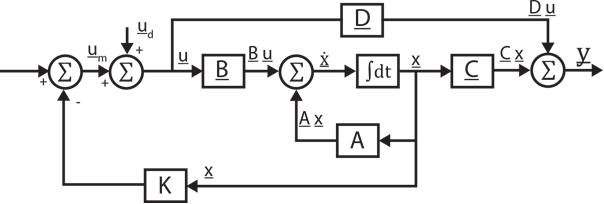 D
D u
u_d
+
u_m
u
B
B u
ẋ
∫dt
x
C
C x
y
Σ
Σ
Σ
Σ
+
+
-
A x
A
x
K